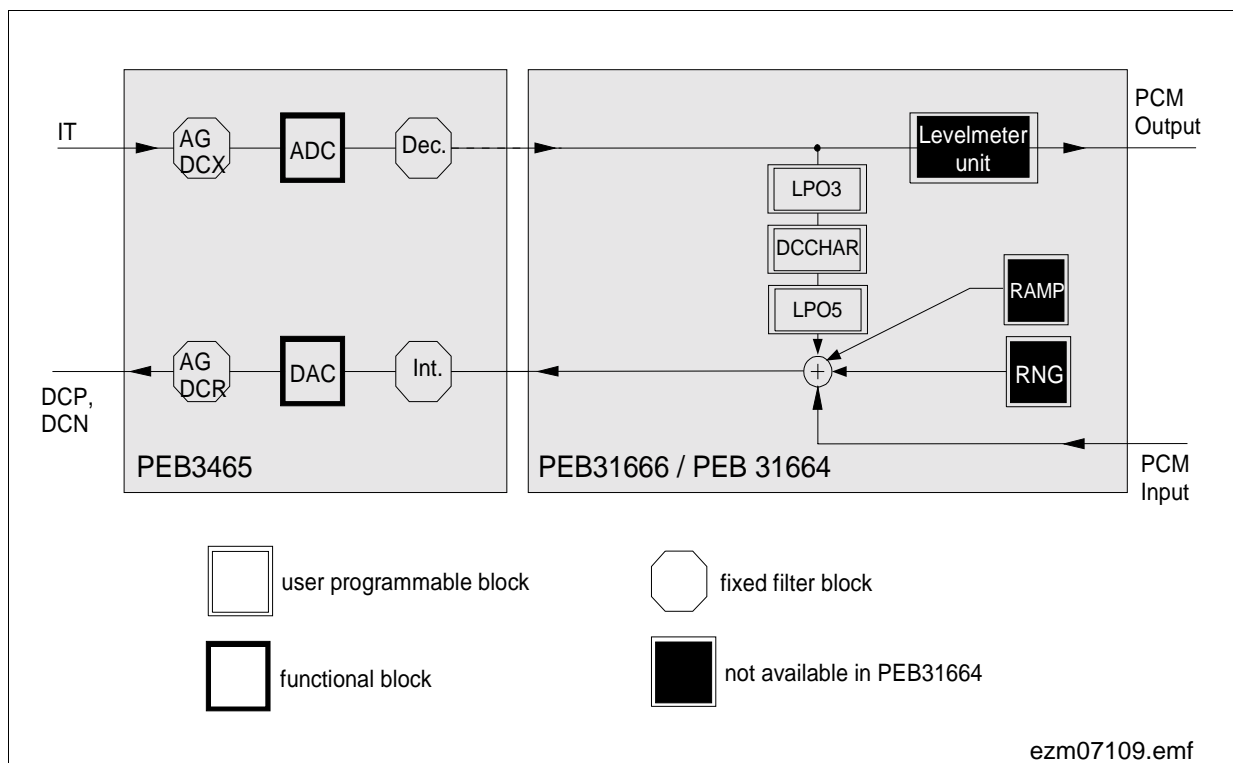 IT
AG
DCX
ADC
Dec.
Levelmeter
unit
PCM
Output
LPO3
DCCHAR
LPO5
RAMP
RNG
+
AG
DCR
DAC
Int.
DCP,
DCN
PEB3465
PEB31666 / PEB 31664
PCM
Input
user programmable block
fixed filter block
functional block
not available in PEB31664
ezm07109.emf